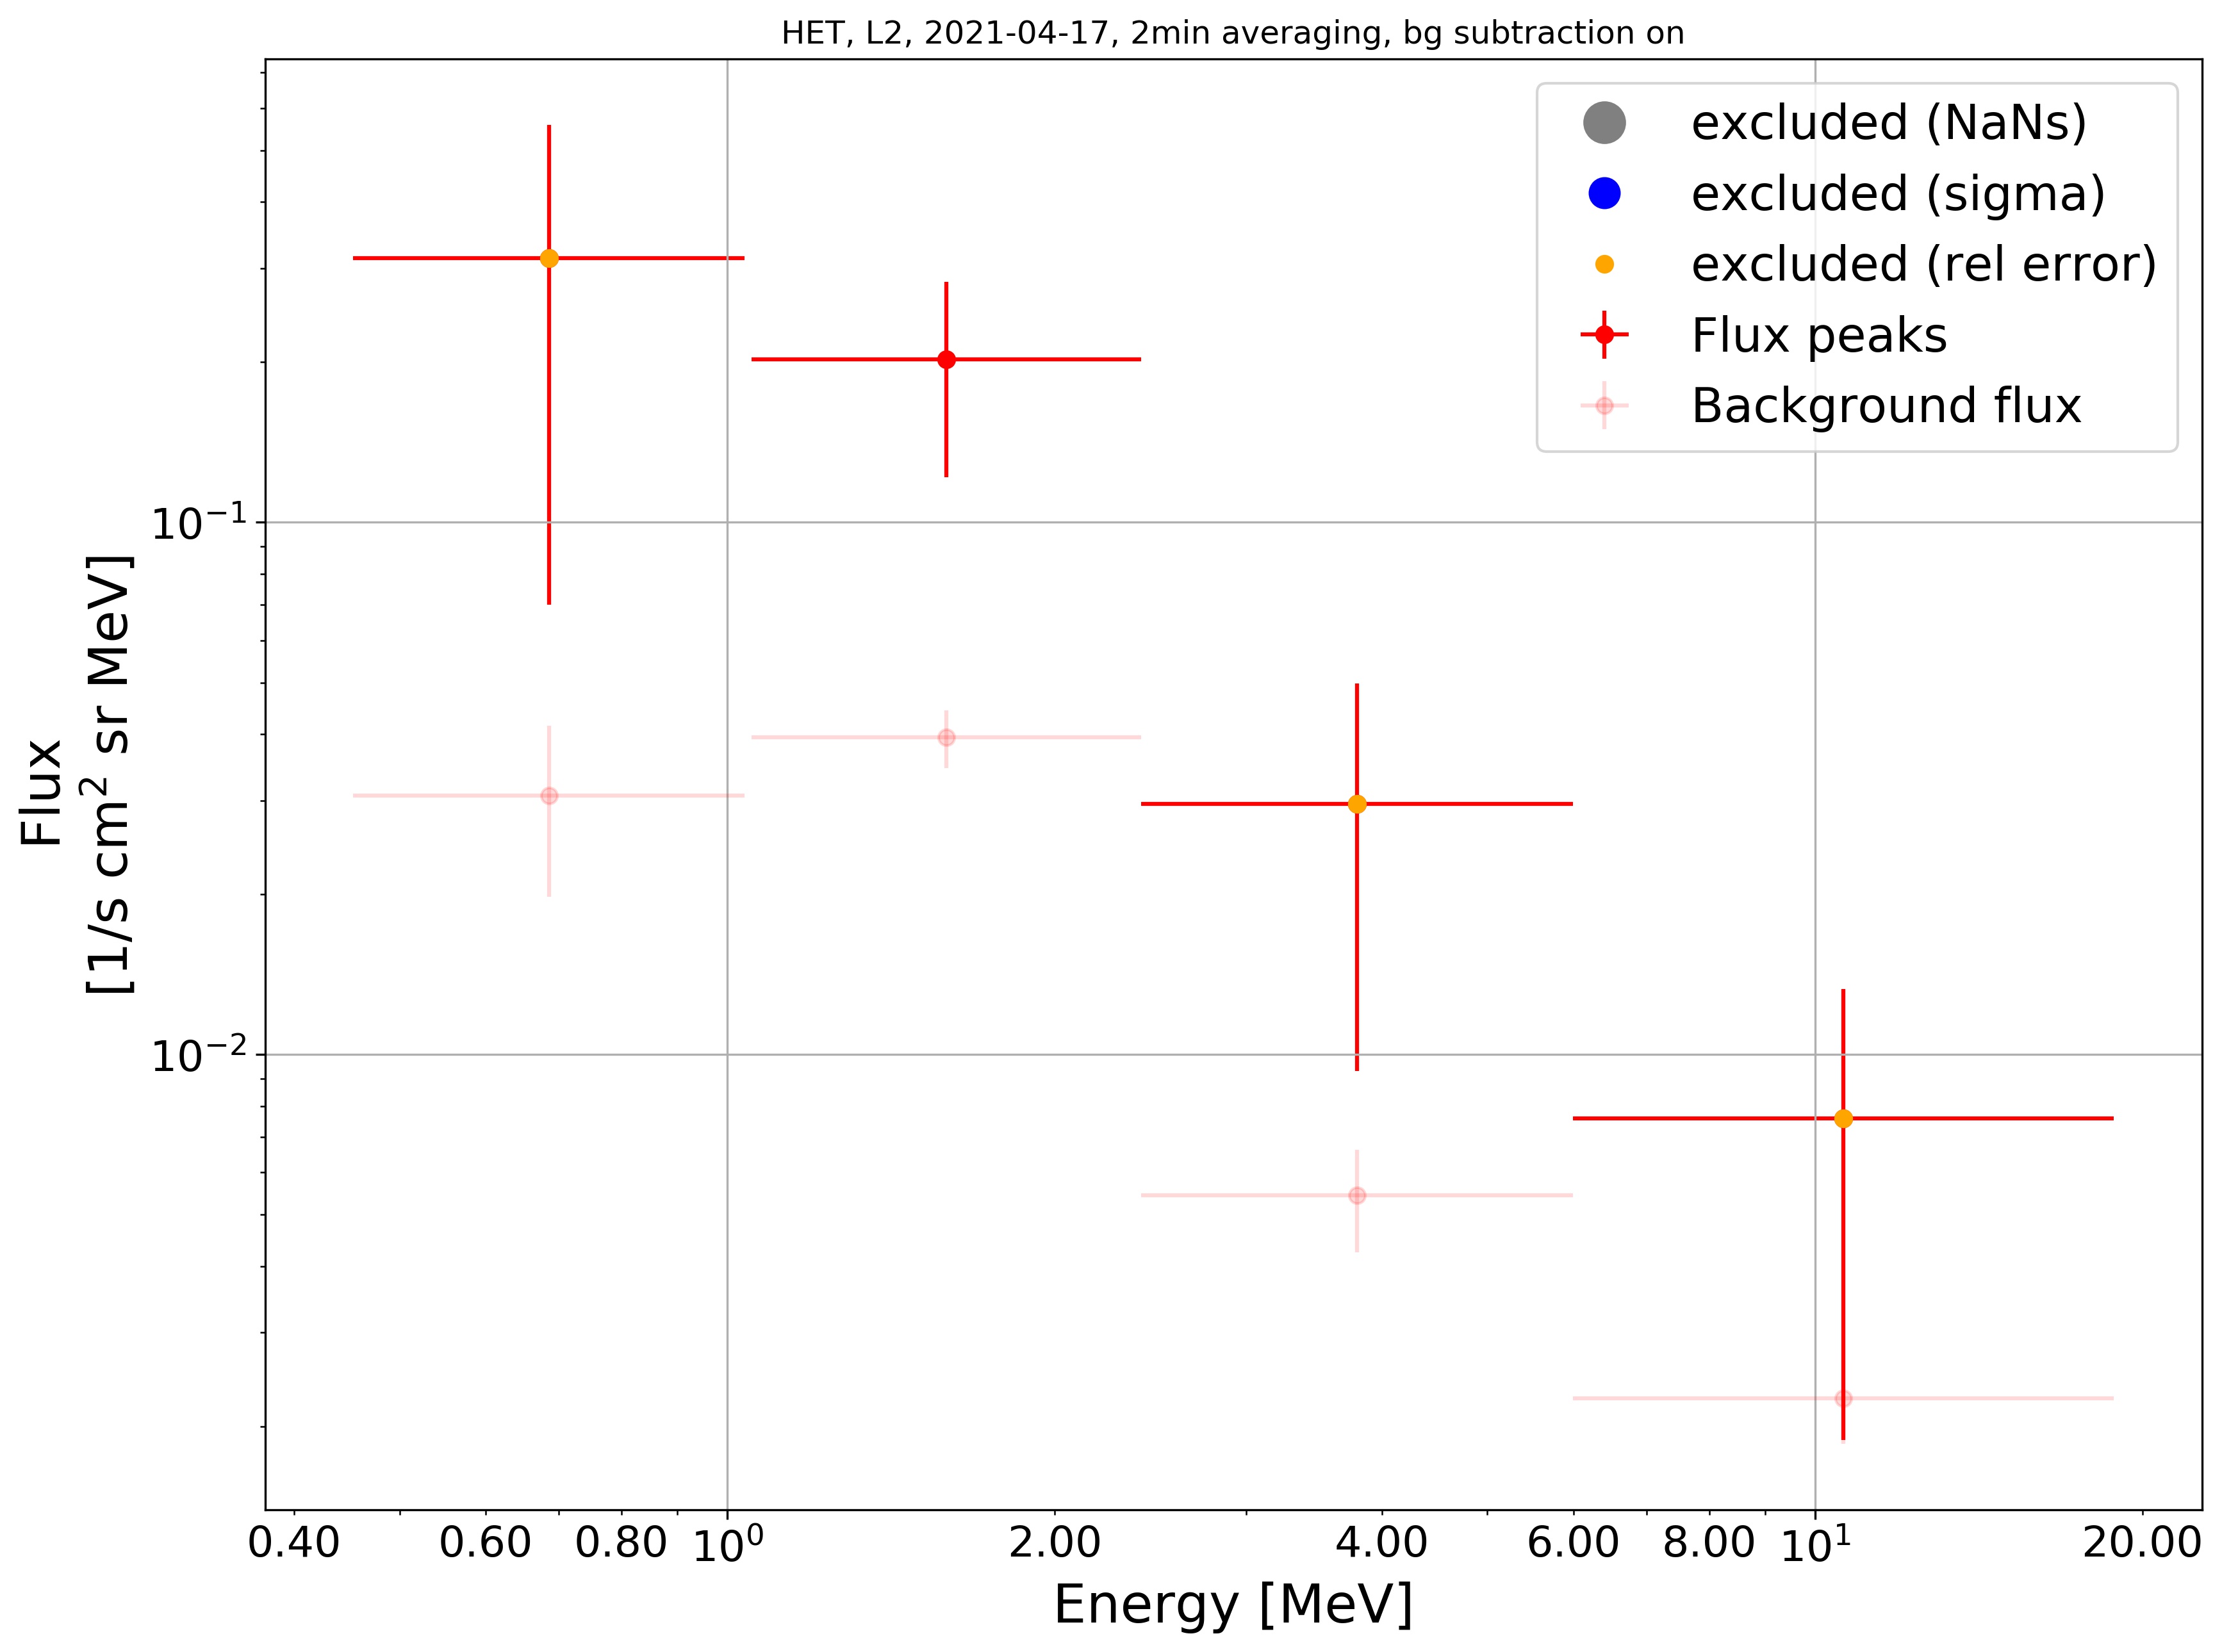 HET, L2, 2021-04-17, 2min averaging, bg subtraction on
excluded (NaNs)
excluded (sigma)
excluded (rel error)
Flux peaks
Background flux
10⁻¹
10⁻²
Flux
[1/s cm² sr MeV]
0.40 0.60 0.80 10⁰ 2.00 4.00 6.00 8.00 10¹ 20.00
Energy [MeV]